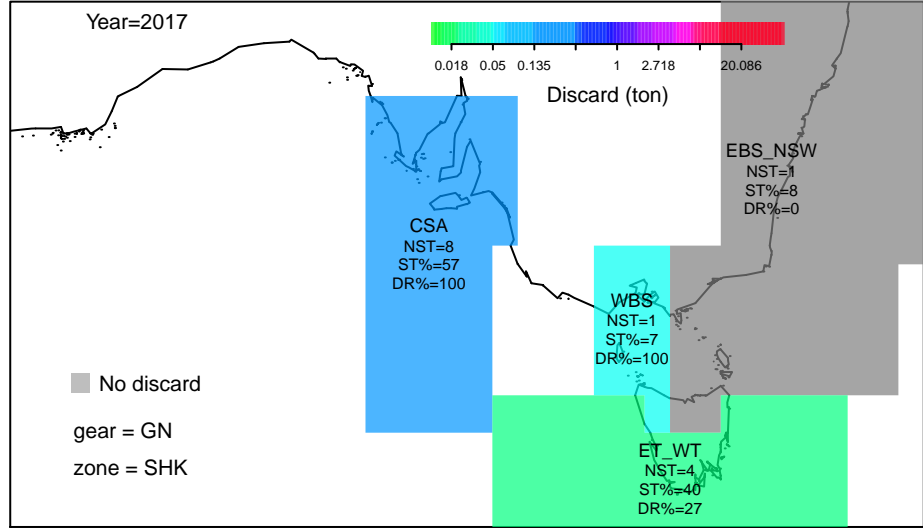 Year=2017
0.018 0.05 0.135 1 2.718 20.086
Discard (ton)
EBS_NSW
NST=1
ST%=8
DR%=0
CSA
NST=8
ST%=57
DR%=100
WBS
NST=1
ST%=7
DR%=100
No discard
gear = GN
zone = SHK
ET_WT
NST=4
ST%=40
DR%=27